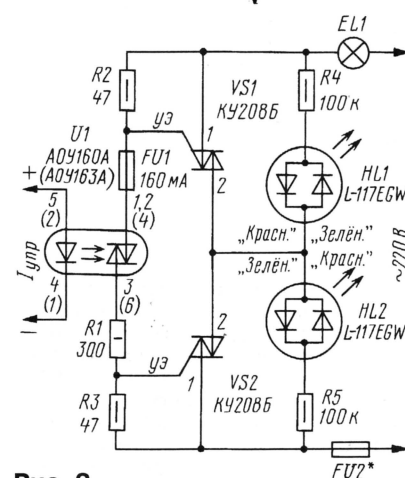 EL1
R2
47
VS1
КУ208Б
R4
100к
УЭ
1
2
U1
АОУ160А
(АОУ163А)
FU1
160 мА
HL1
L-117EGW
+
5
(2)
1,2
(4)
Iупр
„Красн.” „Зелён.”
„Зелён.” „Красн.”
~220 В
4
(1)
3
(6)
–
R1
300
УЭ
2
1
VS2
КУ208Б
HL2
L-117EGW
R3
47
R5
100к
FU2*